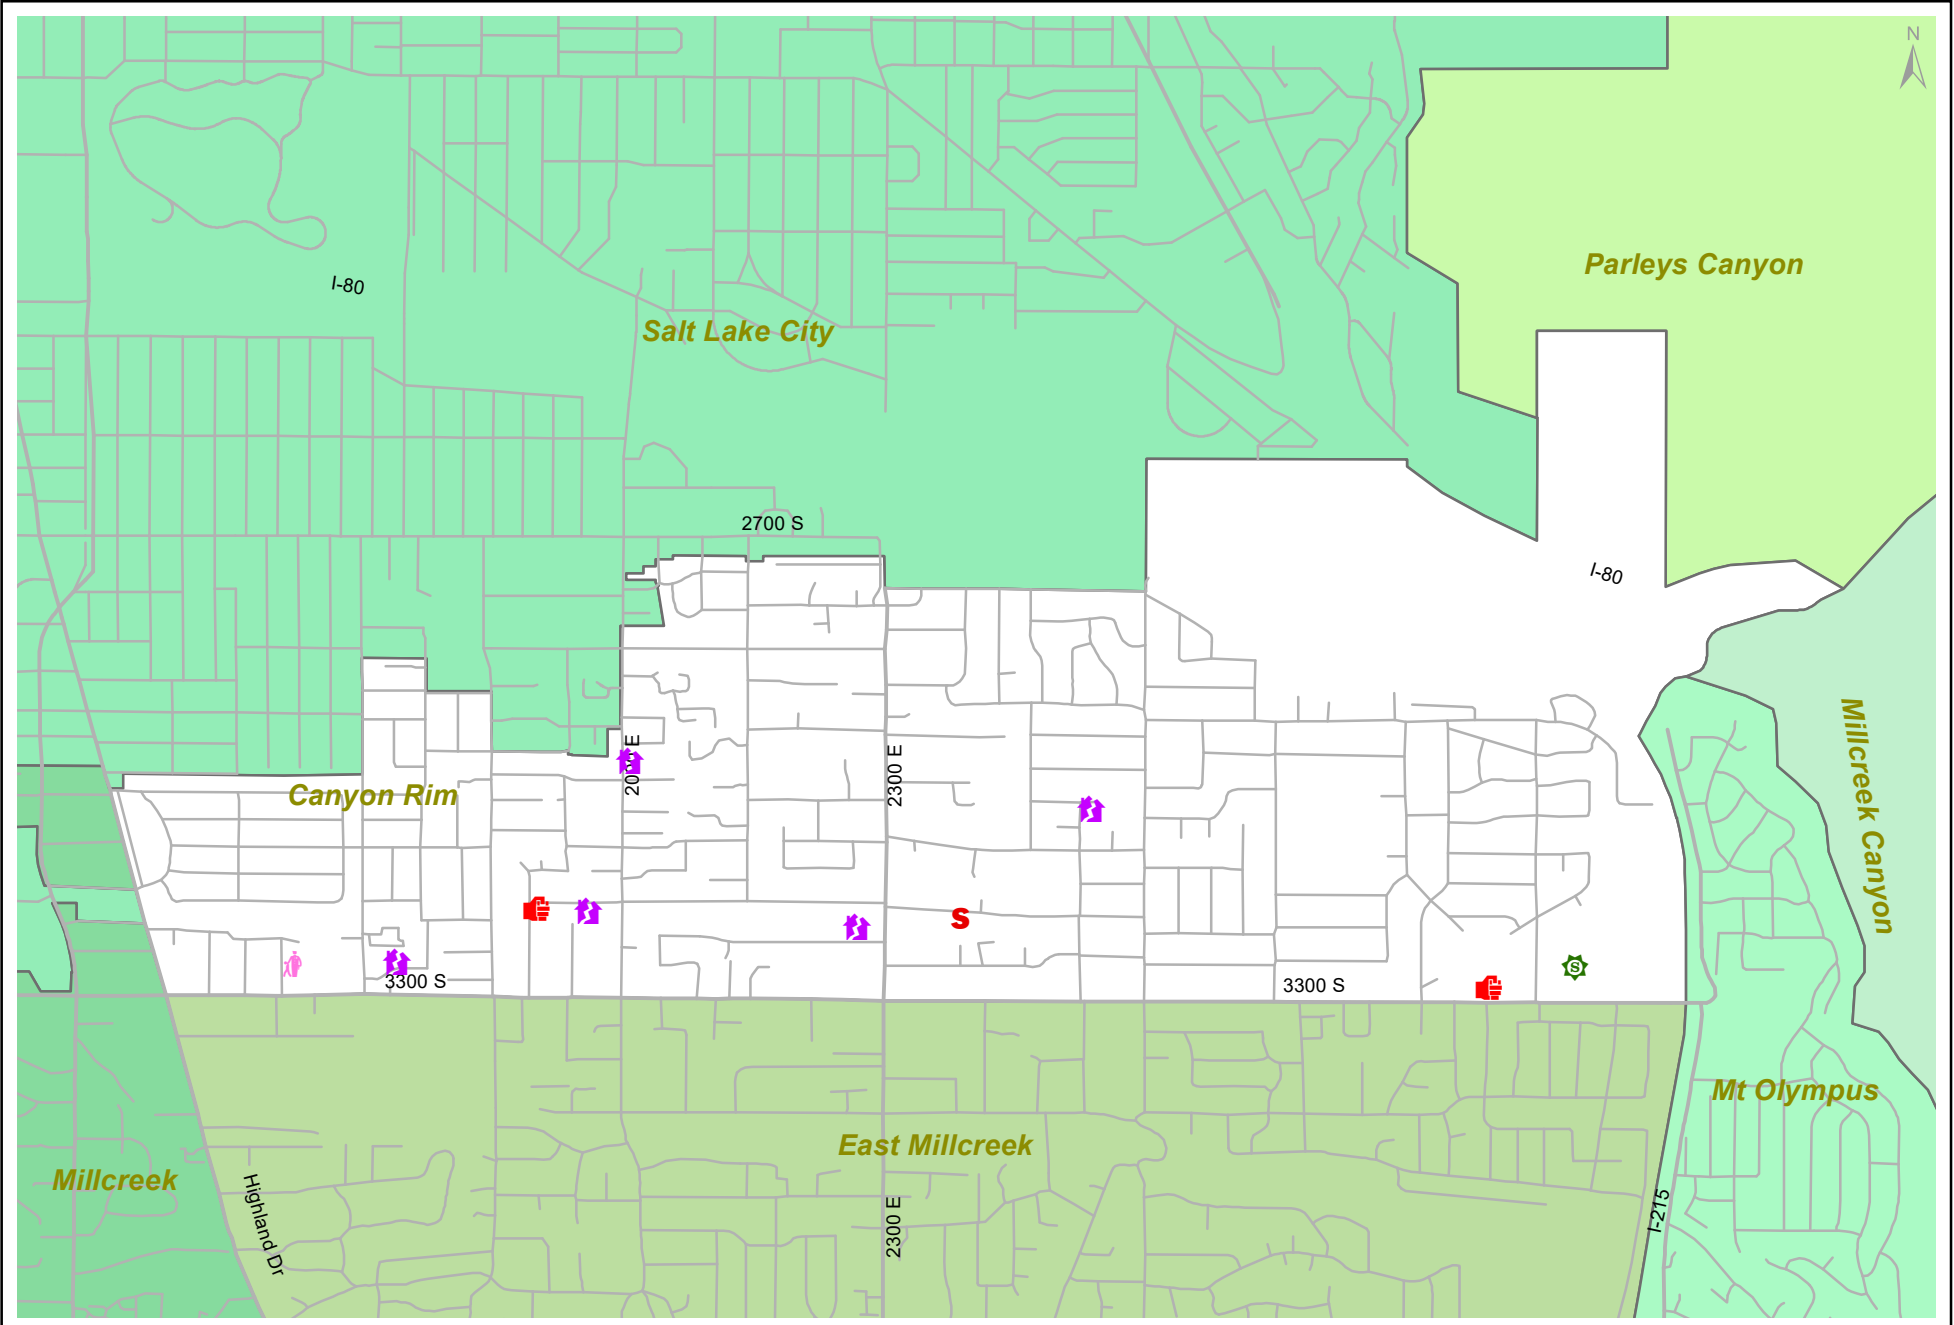 N
Parleys Canyon
I-80
Salt Lake City
2700 S
I-80
Millcreek Canyon
2000 E
2300 E
Canyon Rim
S
S
3300 S
3300 S
Mt Olympus
East Millcreek
Millcreek
Highland Dr
2300 E
I-215